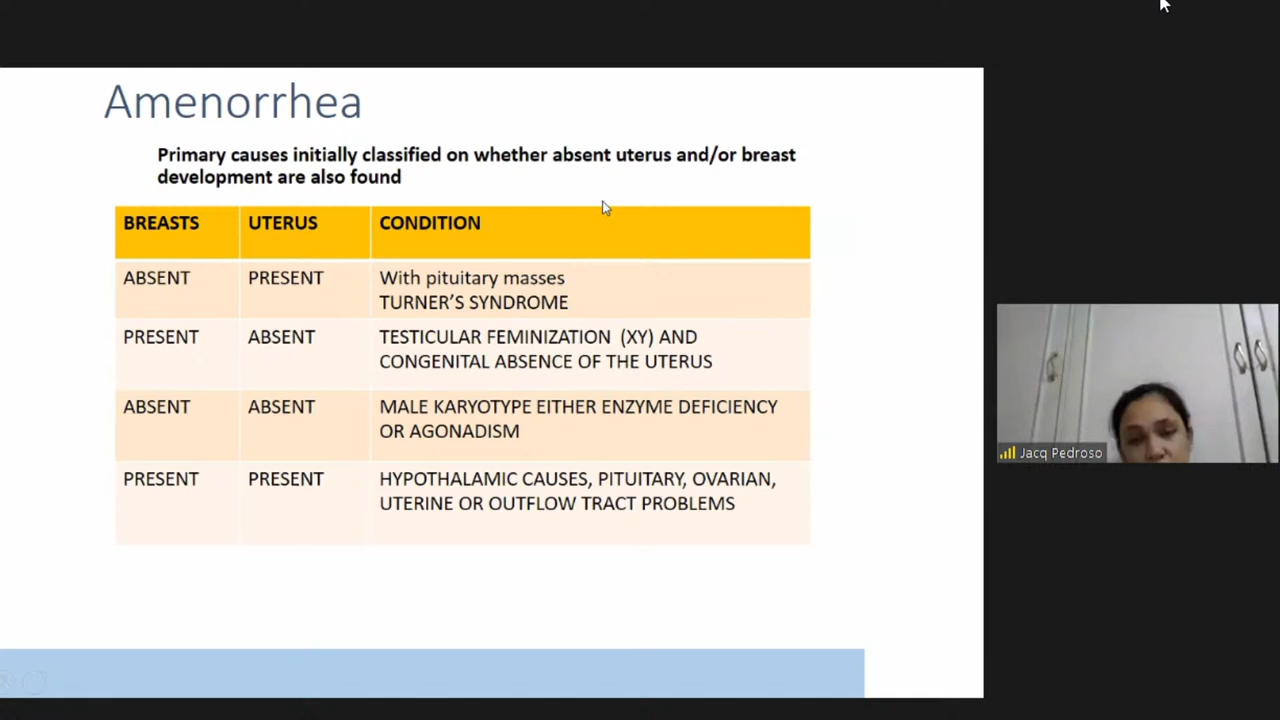 Amenorrhea
Primary causes initially classified on whether absent uterus and/or breast
development are also found
BREASTS UTERUS CONDITION
ABSENT PRESENT With pituitary masses
TURNER'S SYNDROME
PRESENT ABSENT TESTICULAR FEMINIZATION (XY) AND
CONGENITAL ABSENCE OF THE UTERUS
ABSENT ABSENT MALE KARYOTYPE EITHER ENZYME DEFICIENCY
OR AGONADISM
PRESENT PRESENT HYPOTHALAMIC CAUSES, PITUITARY, OVARIAN,
UTERINE OR OUTFLOW TRACT PROBLEMS
Jacq Pedroso